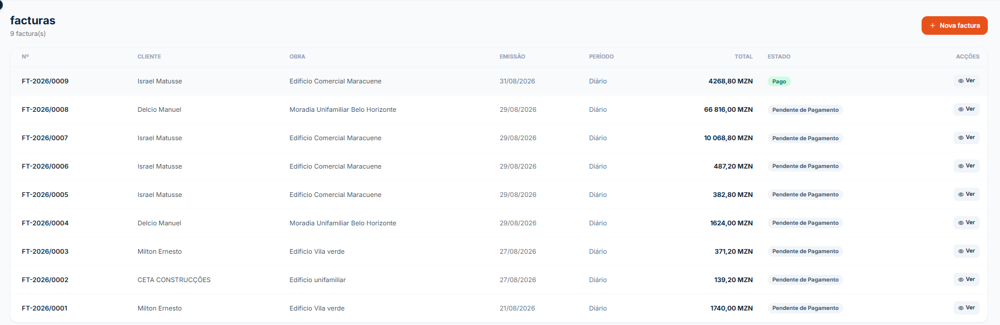 facturas
9 factura(s)
+ Nova factura
Nº CLIENTE OBRA EMISSÃO PERÍODO TOTAL ESTADO ACÇÕES
FT-2026/0009 Israel Matusse Edificio Comercial Maracuene 31/08/2026 Diário 4268,80 MZN Pago Ver
FT-2026/0008 Delcio Manuel Moradia Unifamiliar Belo Horizonte 29/08/2026 Diário 66 816,00 MZN Pendente de Pagamento Ver
FT-2026/0007 Israel Matusse Edificio Comercial Maracuene 29/08/2026 Diário 10 068,80 MZN Pendente de Pagamento Ver
FT-2026/0006 Israel Matusse Edificio Comercial Maracuene 29/08/2026 Diário 487,20 MZN Pendente de Pagamento Ver
FT-2026/0005 Israel Matusse Edificio Comercial Maracuene 29/08/2026 Diário 382,80 MZN Pendente de Pagamento Ver
FT-2026/0004 Delcio Manuel Moradia Unifamiliar Belo Horizonte 29/08/2026 Diário 1624,00 MZN Pendente de Pagamento Ver
FT-2026/0003 Milton Ernesto Edificio Vila verde 27/08/2026 Diário 371,20 MZN Pendente de Pagamento Ver
FT-2026/0002 CETA CONSTRUCÇÕES Edificio unifamiliar 27/08/2026 Diário 139,20 MZN Pendente de Pagamento Ver
FT-2026/0001 Milton Ernesto Edificio Vila verde 21/08/2026 Diário 1740,00 MZN Pendente de Pagamento Ver